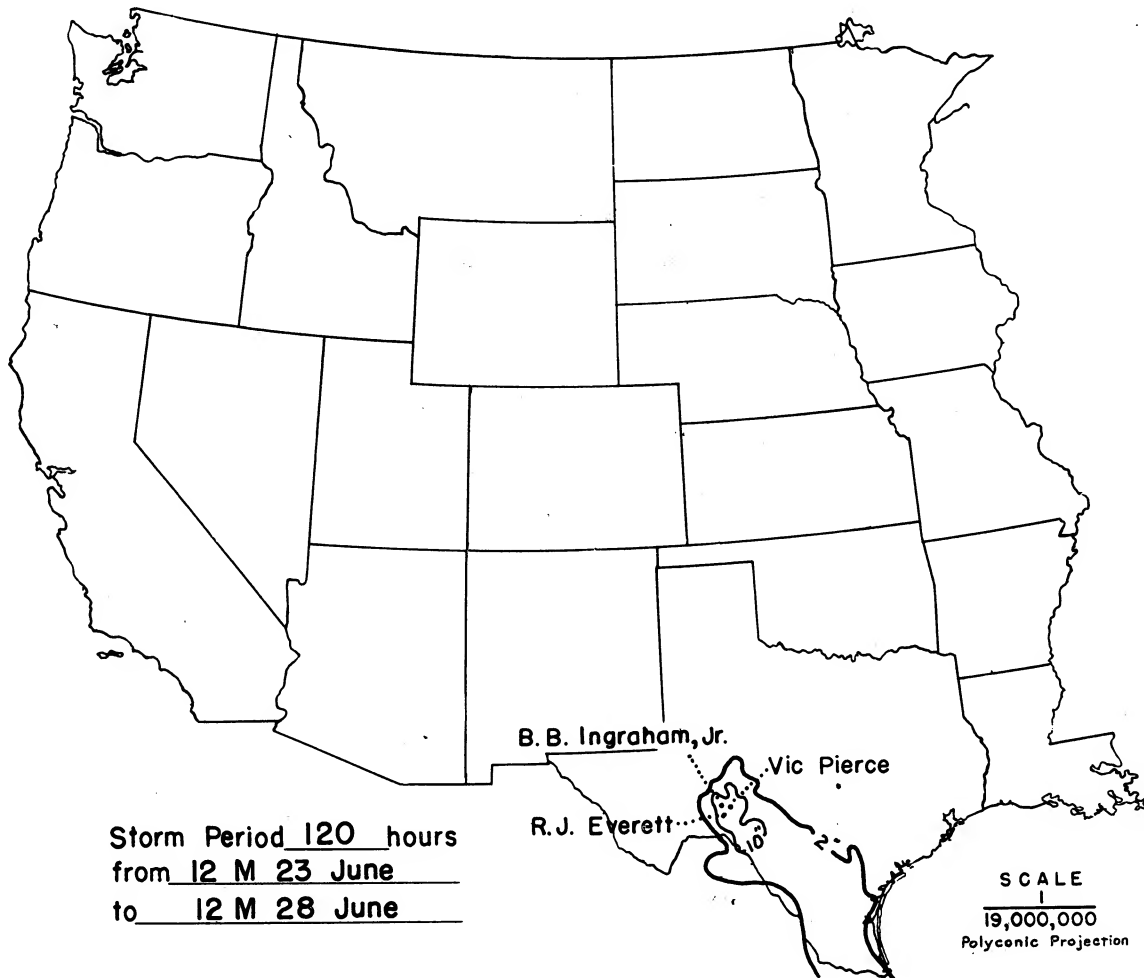 B. B. Ingraham, Jr.
Vic Pierce
R.J. Everett
10"
2"
Storm Period 120 hours
from 12 M 23 June
to 12 M 28 June
SCALE
1
19,000,000
Polyconic Projection